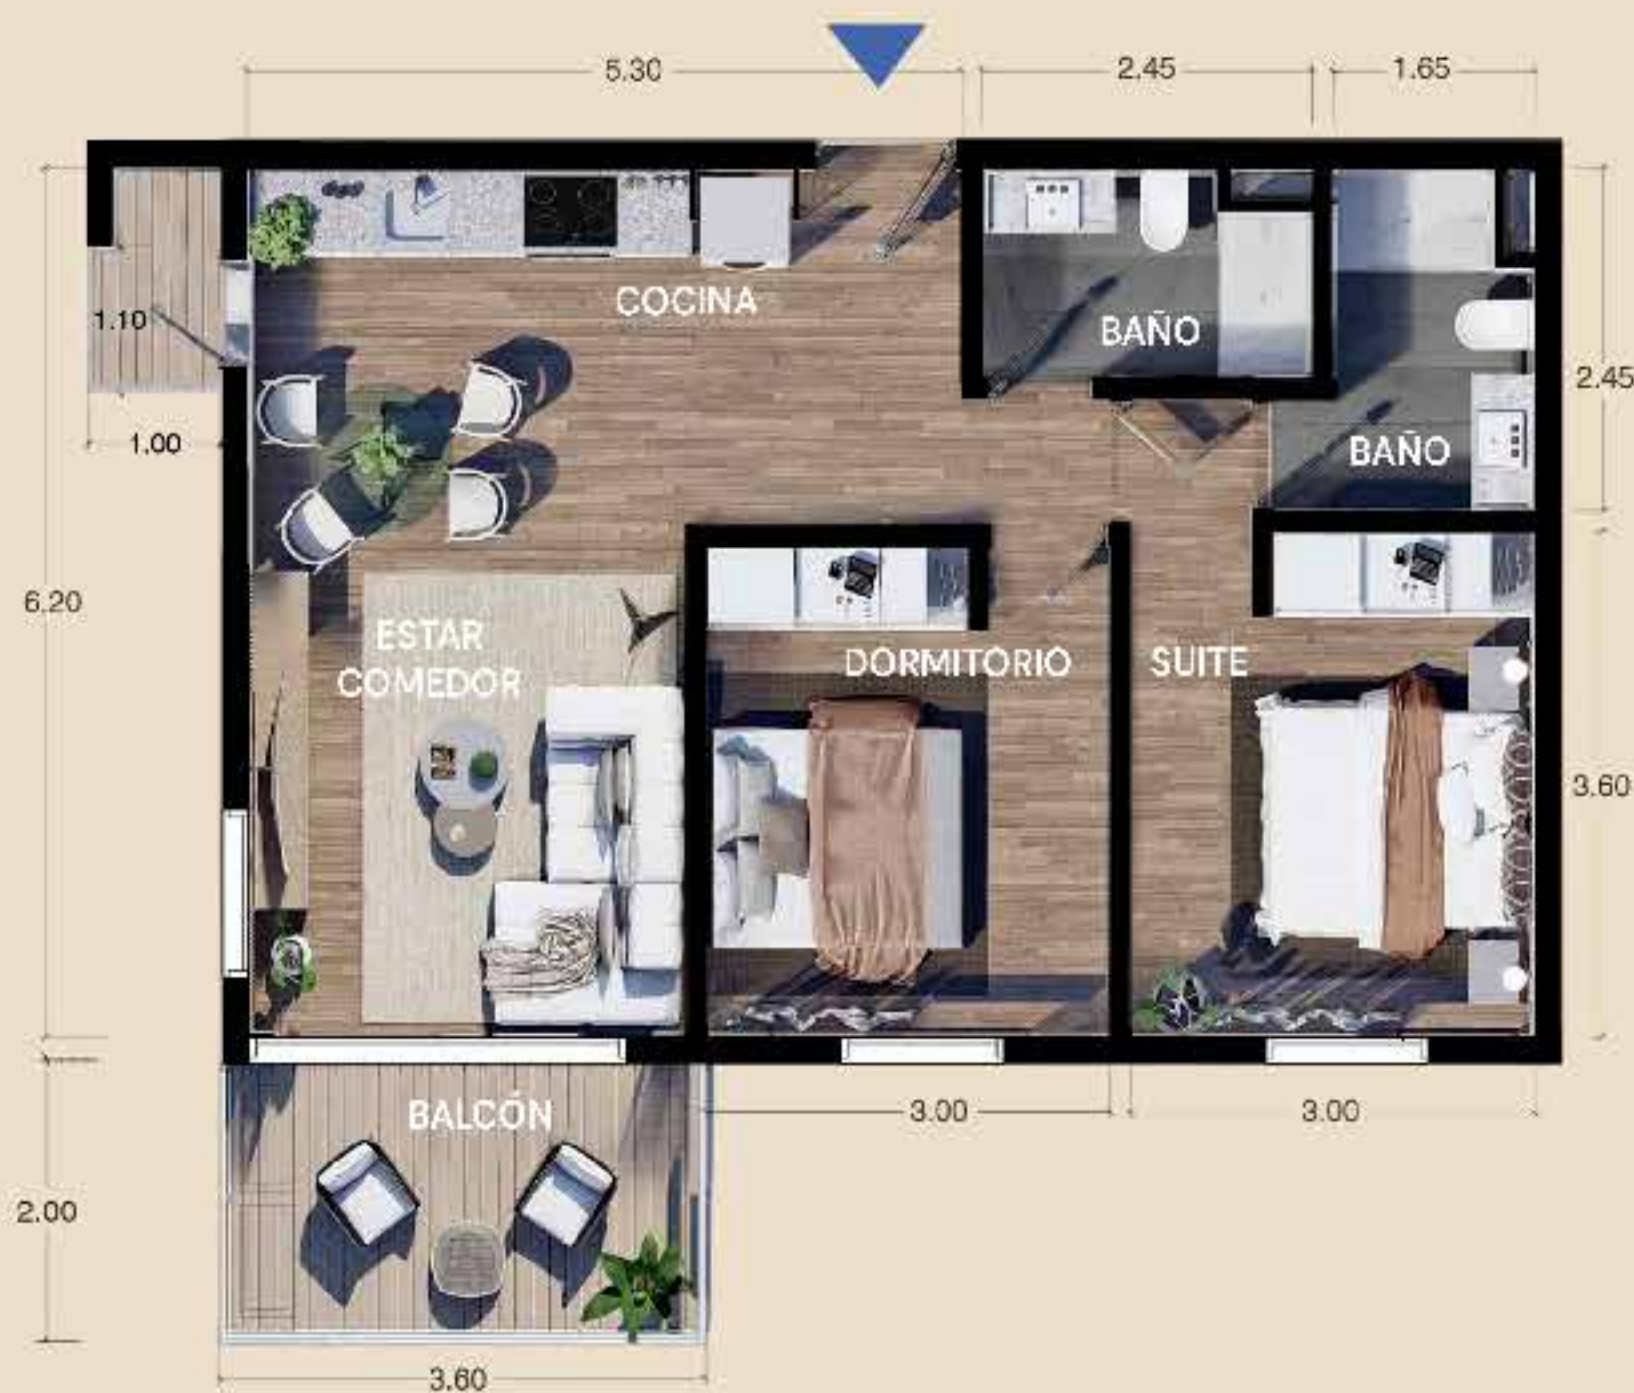 5.30
2.45
1.65
COCINA
BAÑO
1.10
2.45
1.00
BAÑO
6.20
ESTAR
COMEDOR
DORMITORIO
SUITE
3.60
BALCÓN
3.00
3.00
2.00
3.60